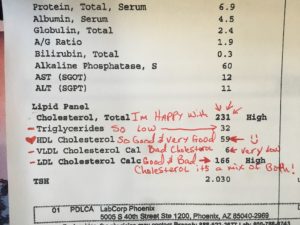 Protein, Total, Serum 6.9
Albumin, Serum 4.5
Globulin, Total 2.4
A/G Ratio 1.9
Bilirubin, Total 0.3
Alkaline Phosphatase, S 60
AST (SGOT) 12
ALT (SGPT) 11
Lipid Panel
Cholesterol, Total I'm HAPPY With 231 High
Triglycerides SO LOW 32
HDL Cholesterol So Good & very Good 59
VLDL Cholesterol Cal Bad Cholesterol 6 very low
LDL Cholesterol Calc Good & Bad 166 High
Cholesterol its a mix of Both!
TSH 2.030
01 PDLCA LabCorp Phoenix
5005 S 40th Street Ste 1200, Phoenix, AZ 85040-2969